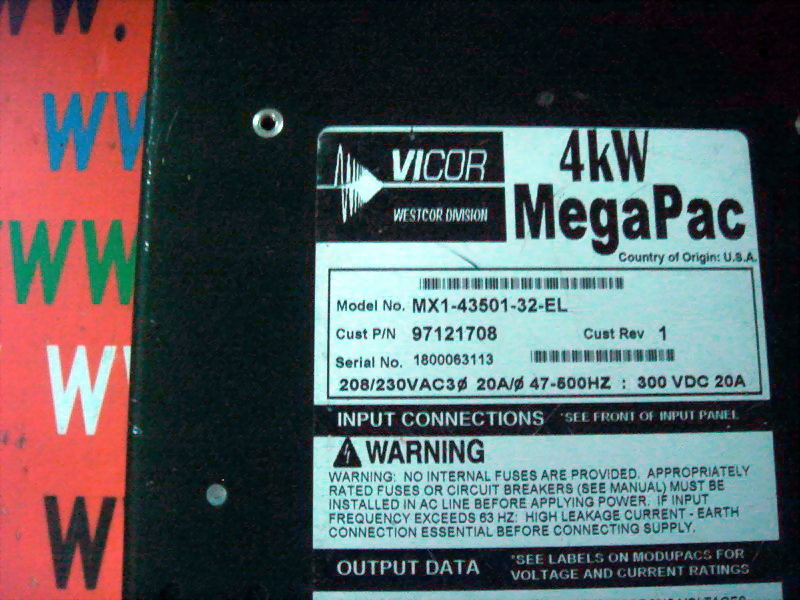 W.
WW
WWW
W W
W
VICOR
WESTCOR DIVISION
4kW
MegaPac
Country of Origin: U.S.A.
Model No. MX1-43501-32-EL
Cust P/N 97121708 Cust Rev 1
Serial No. 1800063113
208/230VAC3ø 20A/ø 47-500HZ : 300 VDC 20A
INPUT CONNECTIONS *SEE FRONT OF INPUT PANEL
WARNING
WARNING: NO INTERNAL FUSES ARE PROVIDED. APPROPRIATELY
RATED FUSES OR CIRCUIT BREAKERS (SEE MANUAL) MUST BE
INSTALLED IN AC LINE BEFORE APPLYING POWER. IF INPUT
FREQUENCY EXCEEDS 63 HZ: HIGH LEAKAGE CURRENT - EARTH
CONNECTION ESSENTIAL BEFORE CONNECTING SUPPLY.
OUTPUT DATA *SEE LABELS ON MODUPACS FOR
VOLTAGE AND CURRENT RATINGS